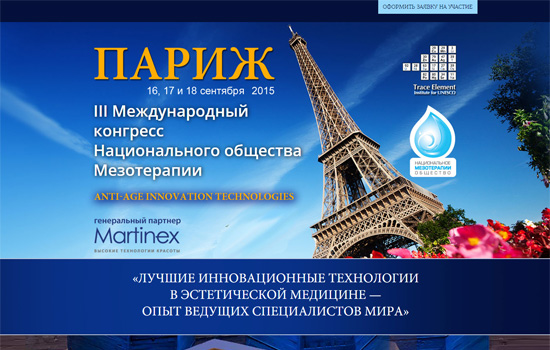 ОФОРМИТЬ ЗАЯВКУ НА УЧАСТИЕ
ПАРИЖ
16, 17 и 18 сентября 2015
III Международный
конгресс
Национального общества
Мезотерапии
ANTI-AGE INNOVATION TECHNOLOGIES
генеральный партнер
Martinex
ВЫСОКИЕ ТЕХНОЛОГИИ КРАСОТЫ
Trace Element
Institute for UNESCO
НАЦИОНАЛЬНОЕ
МЕЗОТЕРАПИИ
ОБЩЕСТВО
«ЛУЧШИЕ ИННОВАЦИОННЫЕ ТЕХНОЛОГИИ
В ЭСТЕТИЧЕСКОЙ МЕДИЦИНЕ —
ОПЫТ ВЕДУЩИХ СПЕЦИАЛИСТОВ МИРА»